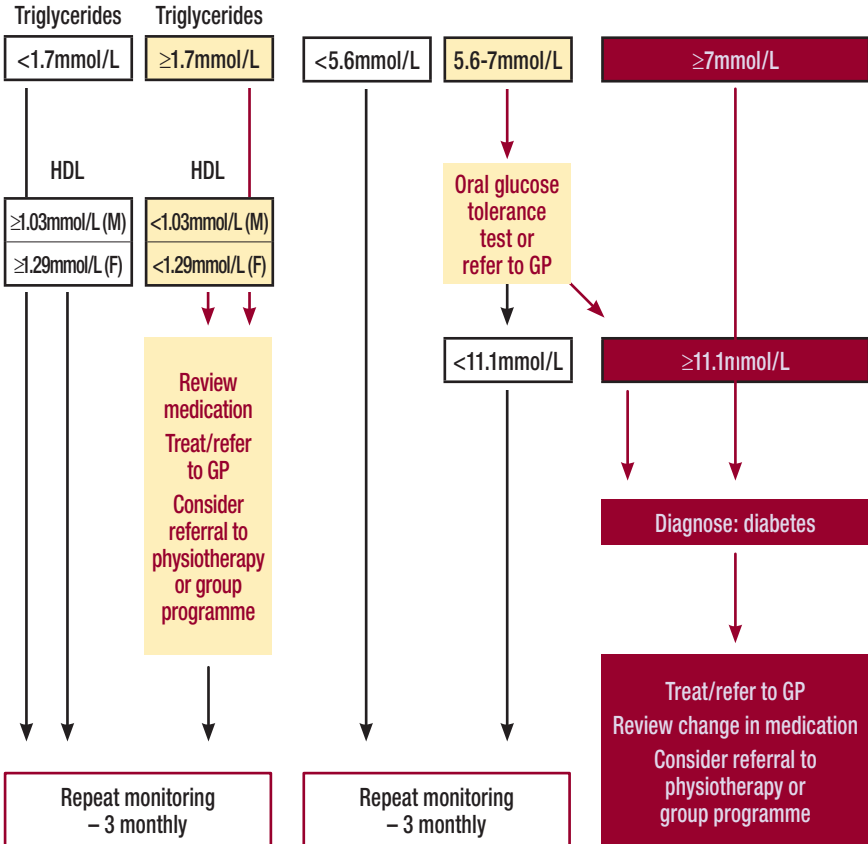 Triglycerides
Triglycerides
<1.7mmol/L
≥1.7mmol/L
<5.6mmol/L
5.6-7mmol/L
≥7mmol/L
HDL
HDL
≥1.03mmol/L (M)
≥1.29mmol/L (F)
<1.03mmol/L (M)
<1.29mmol/L (F)
Oral glucose
tolerance
test or
refer to GP
<11.1mmol/L
≥11.1mmol/L
Review
medication
Treat/refer
to GP
Consider
referral to
physiotherapy
or group
programme
Diagnose: diabetes
Treat/refer to GP
Review change in medication
Consider referral to
physiotherapy or
group programme
Repeat monitoring
– 3 monthly
Repeat monitoring
– 3 monthly